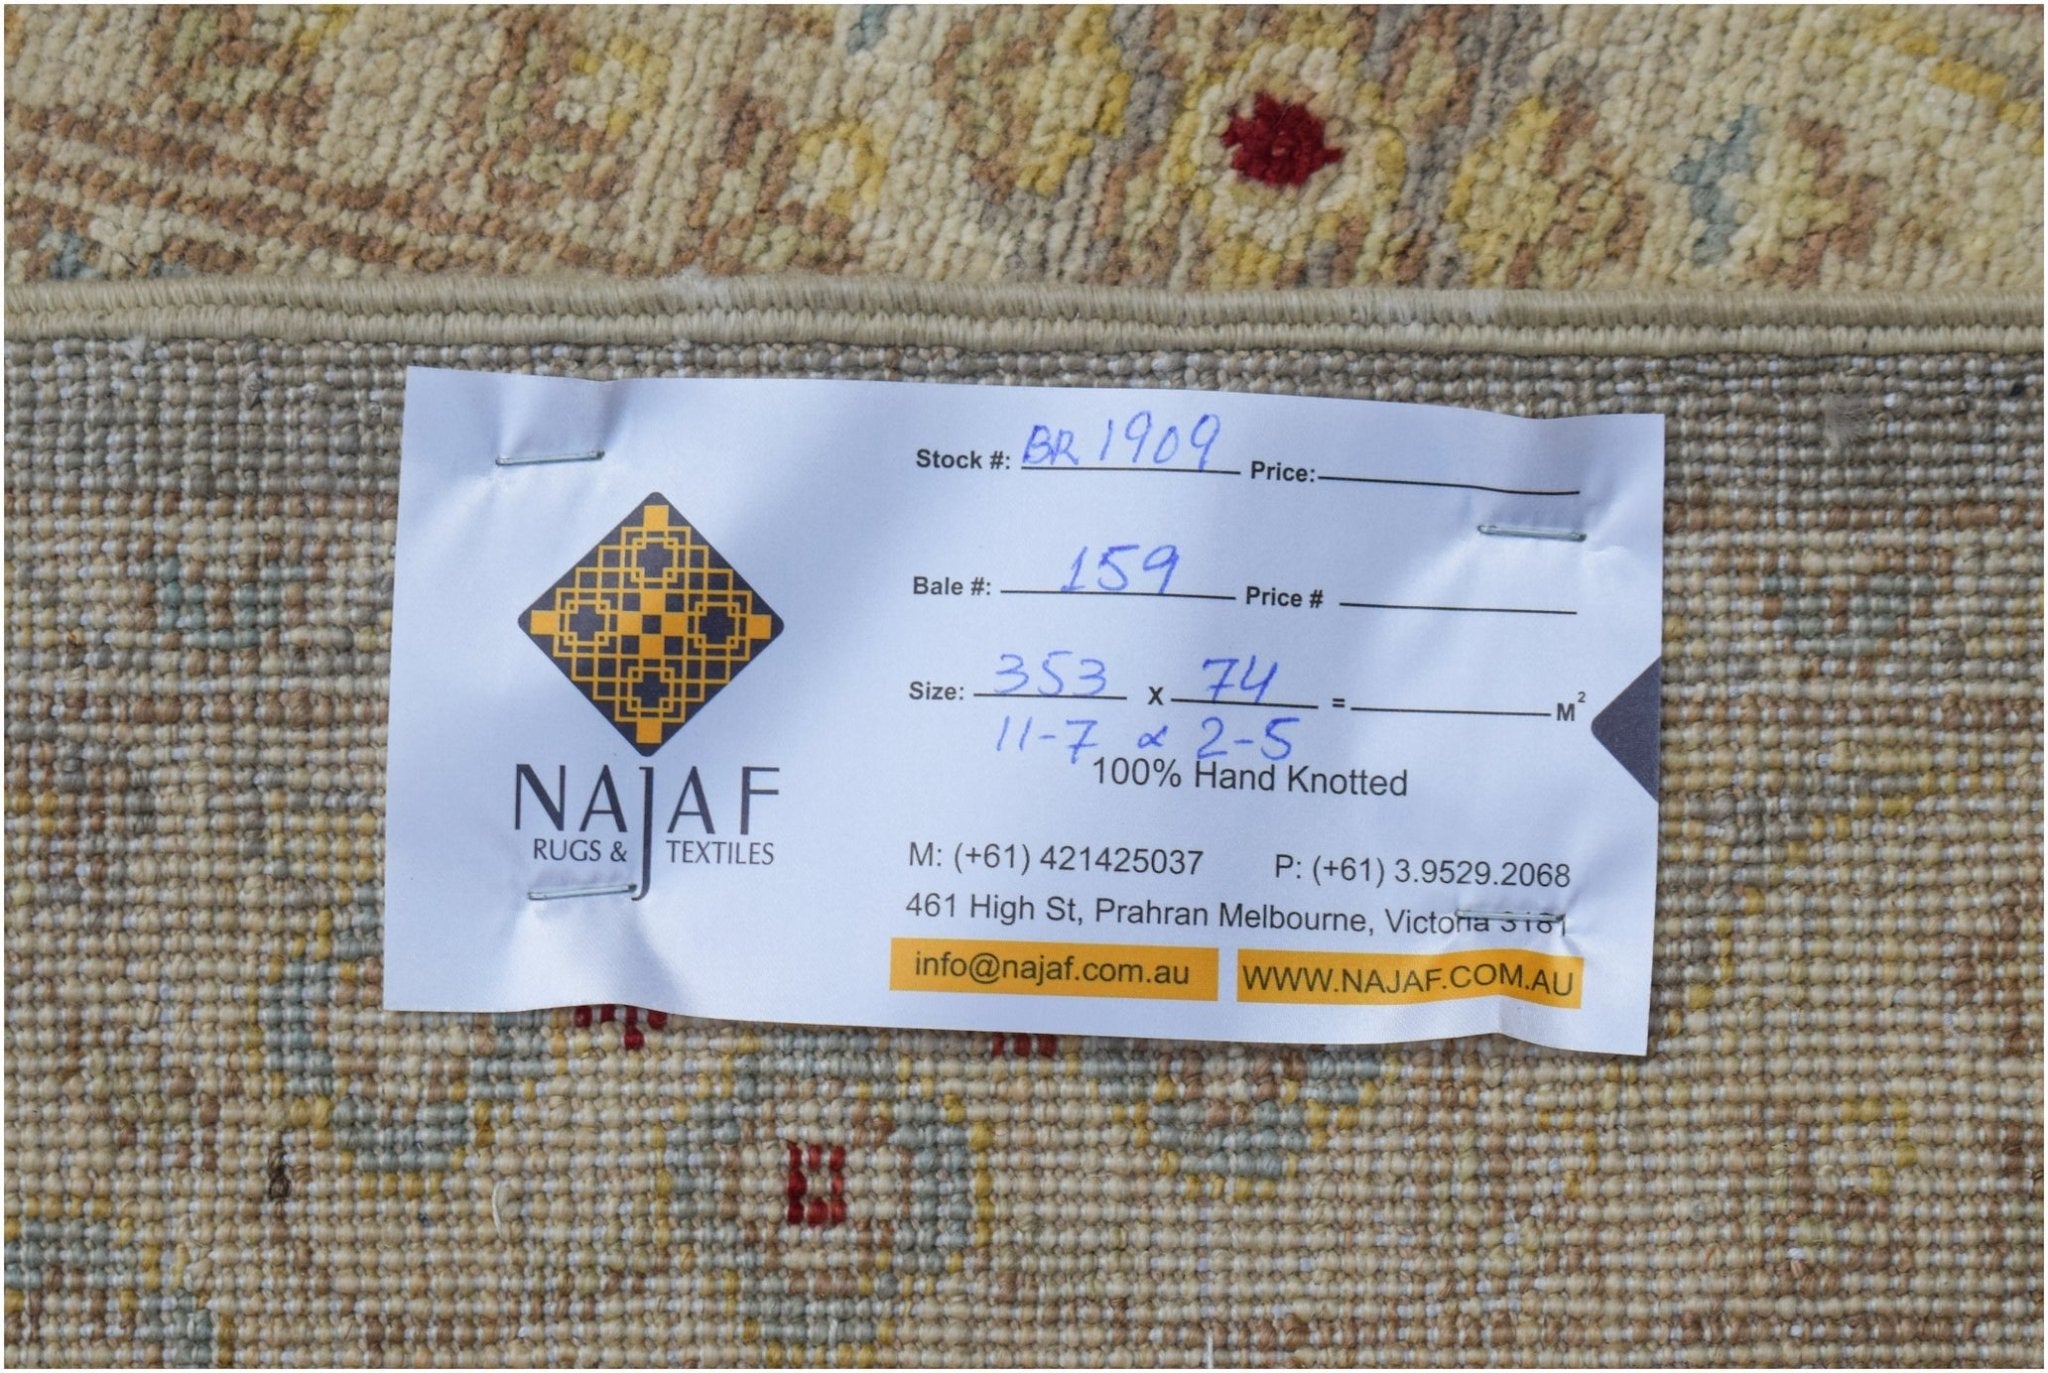 NAJAF
RUGS & TEXTILES
Stock #: BR 1909 Price:
Bale #: 159 Price #
Size: 353 X 74 = M²
11-7 x 2-5
100% Hand Knotted
M: (+61) 421425037 P: (+61) 3.9529.2068
461 High St, Prahran Melbourne, Victoria 3181
info@najaf.com.au WWW.NAJAF.COM.AU